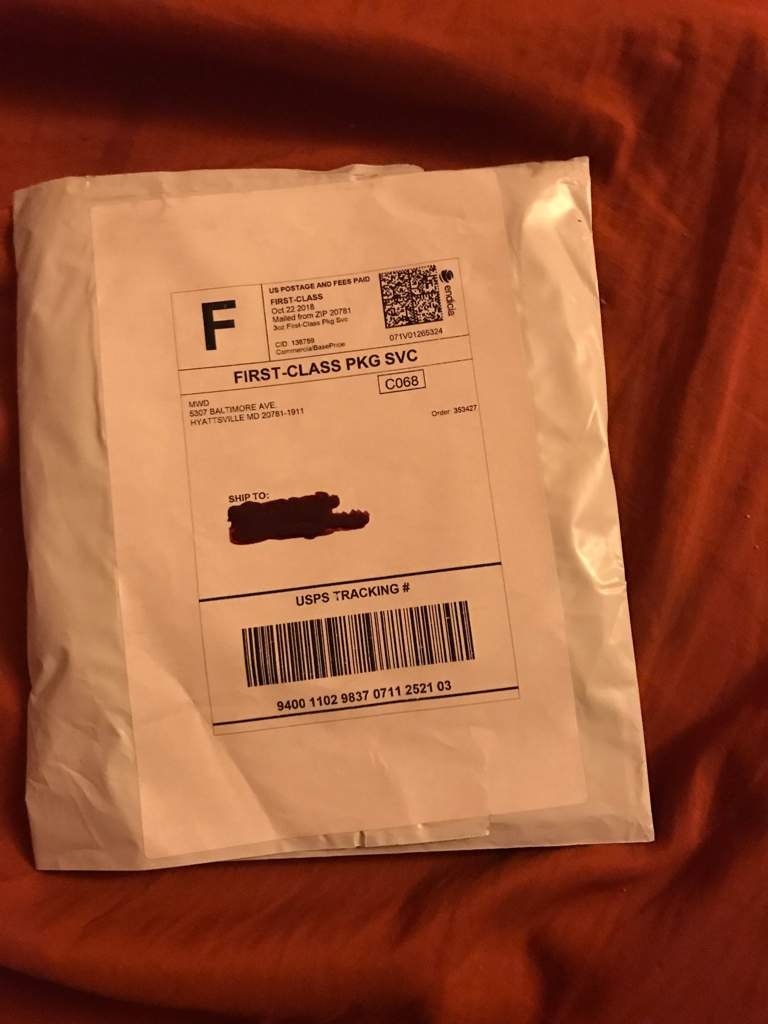 F
US POSTAGE AND FEES PAID
FIRST-CLASS
Oct 22 2018
Mailed from ZIP 20781
3oz First-Class Pkg Svc
CID: 136759
CommercialBasePrice
endicia
071V01265324
FIRST-CLASS PKG SVC
C068
MWD
5307 BALTIMORE AVE.
HYATTSVILLE MD 20781-1911
Order 353427
SHIP TO:
USPS TRACKING #
9400 1102 9837 0711 2521 03